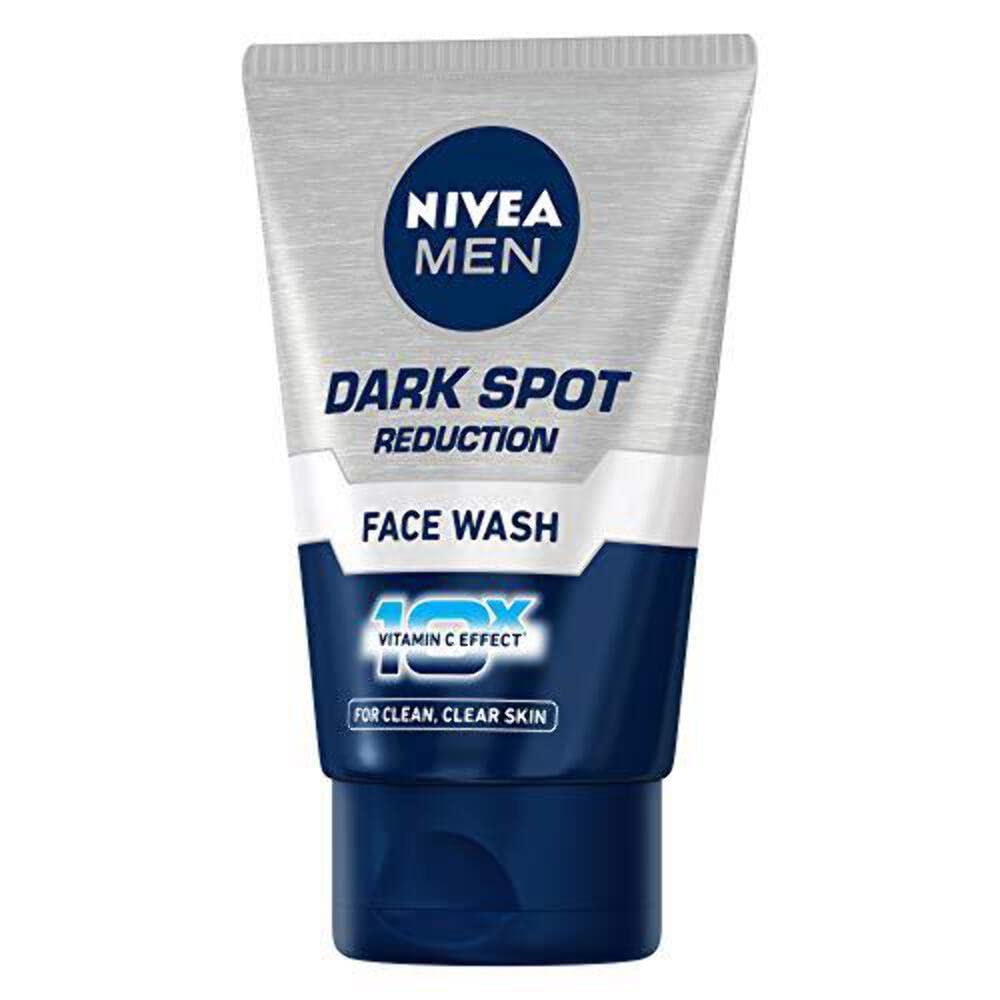 NIVEA
MEN
DARK SPOT
REDUCTION
FACE WASH
10X
VITAMIN C EFFECT*
FOR CLEAN, CLEAR SKIN